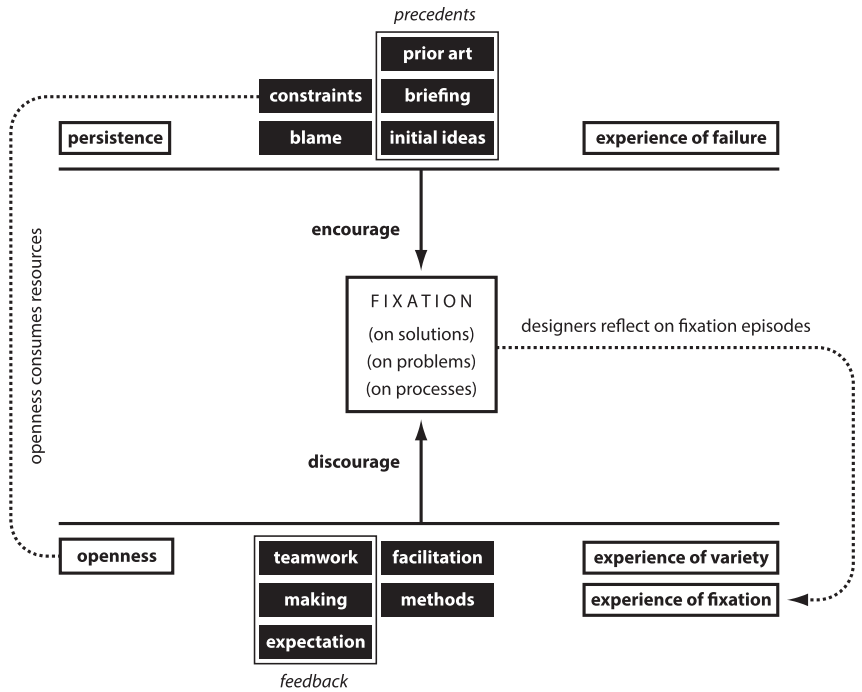 precedents
prior art
constraints
briefing
persistence
blame
initial ideas
experience of failure
encourage
openness consumes resources
FIXATION
(on solutions)
(on problems)
(on processes)
designers reflect on fixation episodes
discourage
openness
teamwork
facilitation
experience of variety
making
methods
experience of fixation
expectation
feedback